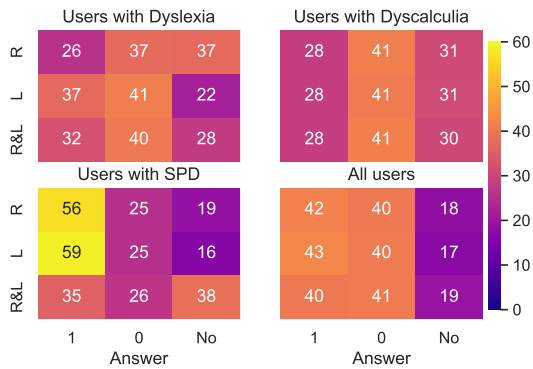 Users with Dyslexia
Users with Dyscalculia
R 26 37 37
L 37 41 22
R&L 32 40 28
28 41 31
28 41 31
28 41 30
Users with SPD
All users
R 56 25 19
L 59 25 16
R&L 35 26 38
1 0 No
Answer
42 40 18
43 40 17
40 41 19
1 0 No
Answer
60
50
40
30
20
10
0